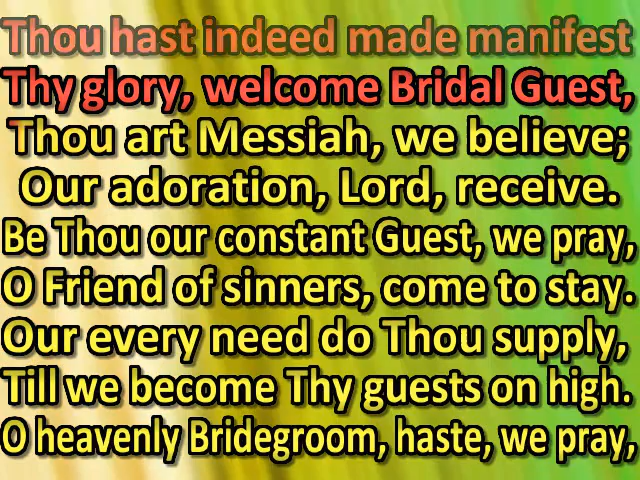 Thou hast indeed made manifest
Thy glory, welcome Bridal Guest,
Thou art Messiah, we believe;
Our adoration, Lord, receive.
Be Thou our constant Guest, we pray,
O Friend of sinners, come to stay.
Our every need do Thou supply,
Till we become Thy guests on high.
O heavenly Bridegroom, haste, we pray,